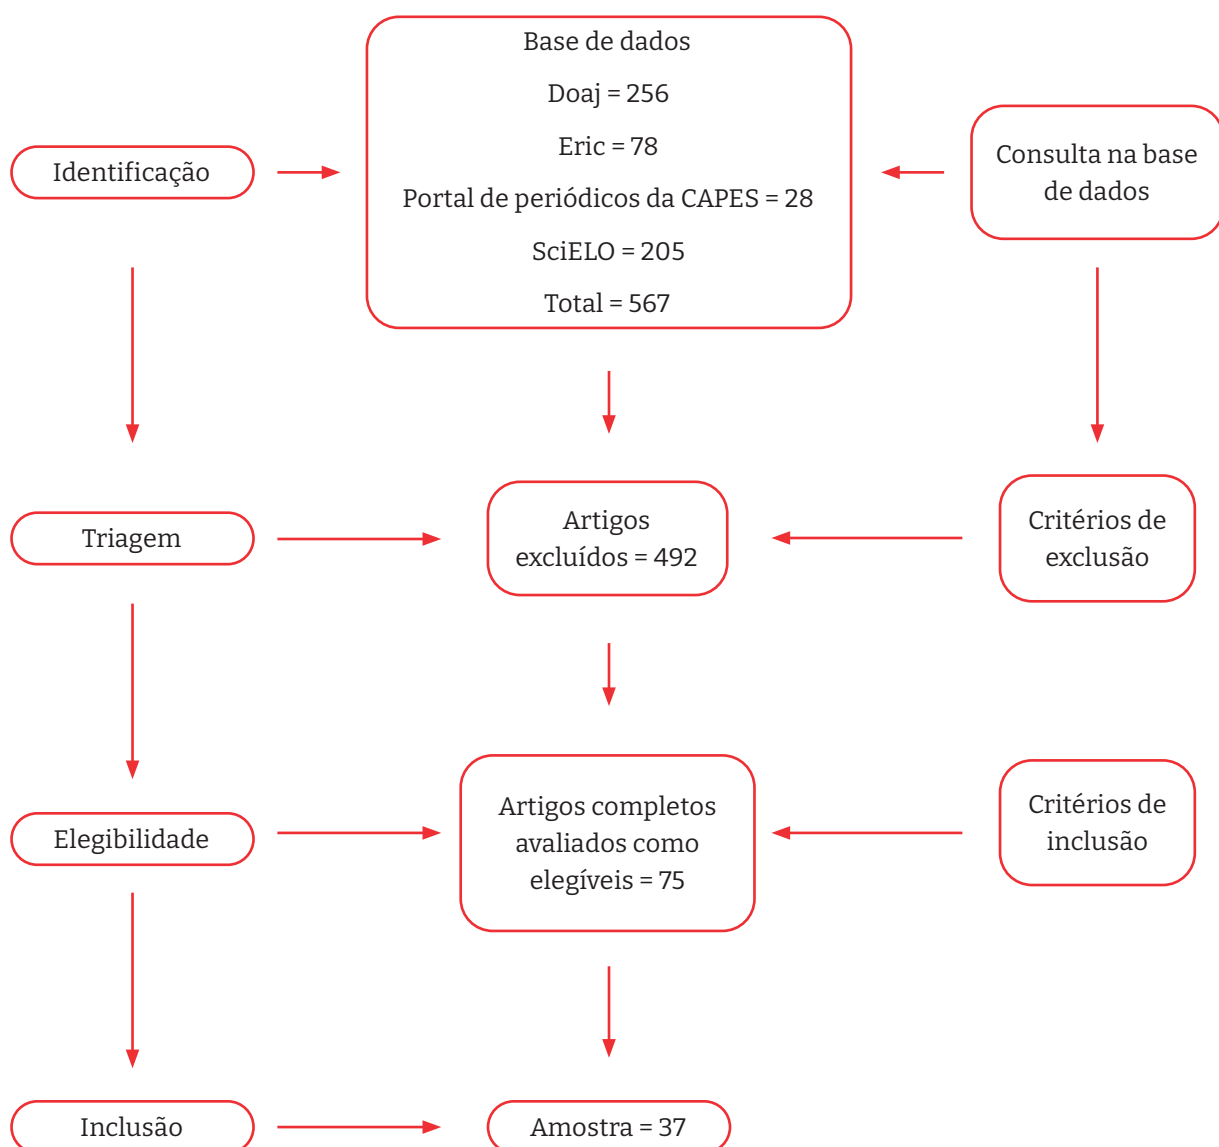 Base de dados
Doaj = 256
Eric = 78
Portal de periódicos da CAPES = 28
SciELO = 205
Total = 567
Identificação
Consulta na base
de dados
Triagem
Artigos
excluídos = 492
Critérios de
exclusão
Elegibilidade
Artigos completos
avaliados como
elegíveis = 75
Critérios de
inclusão
Inclusão
Amostra = 37